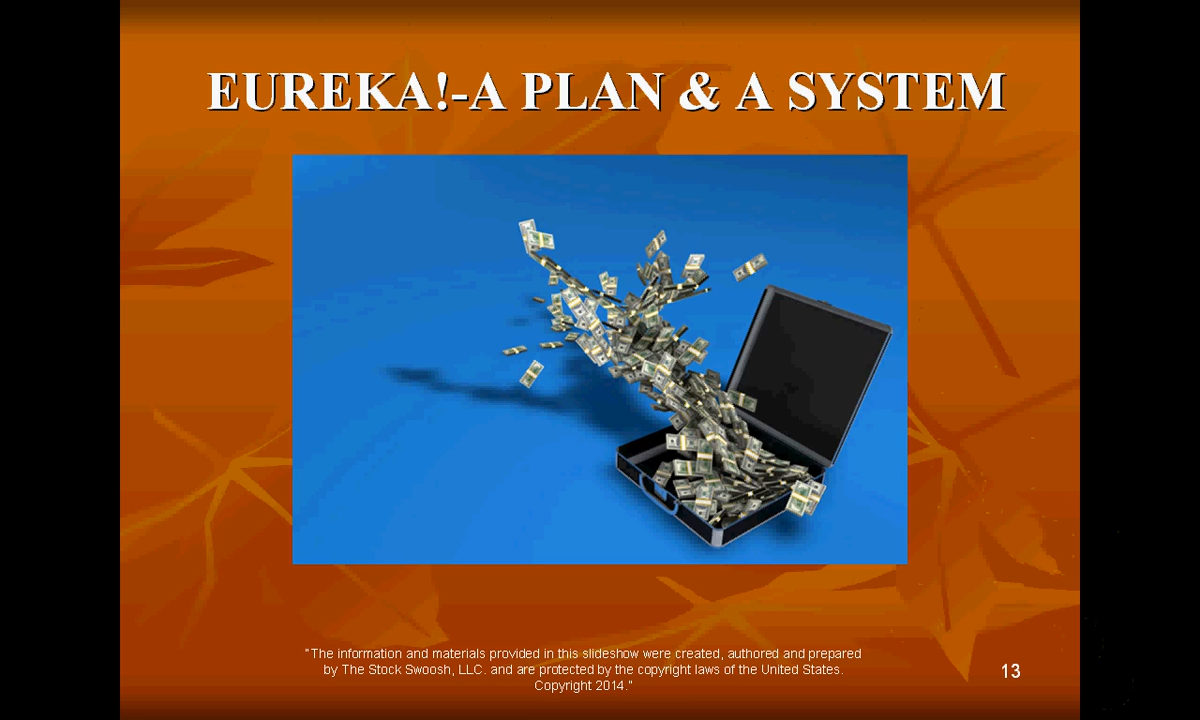 EUREKA!-A PLAN & A SYSTEM
"The information and materials provided in this slideshow were created, authored and prepared
by The Stock Swoosh, LLC. and are protected by the copyright laws of the United States.
Copyright 2014."
13